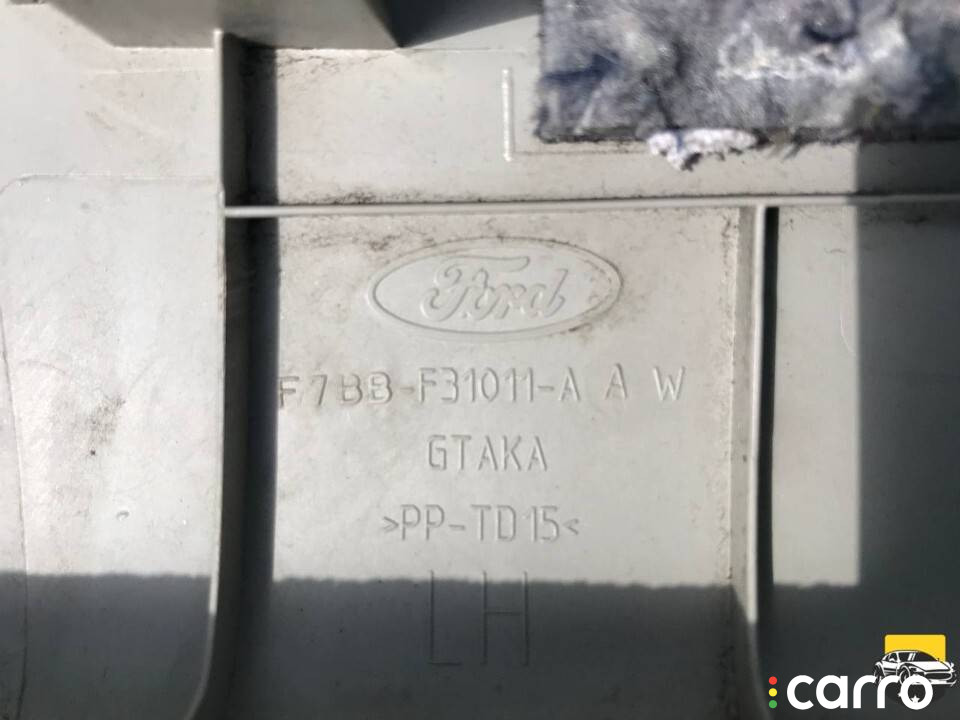 Ford
F7BB-F31011-A A W
GTAKA
>PP-TD15<
LH
carro